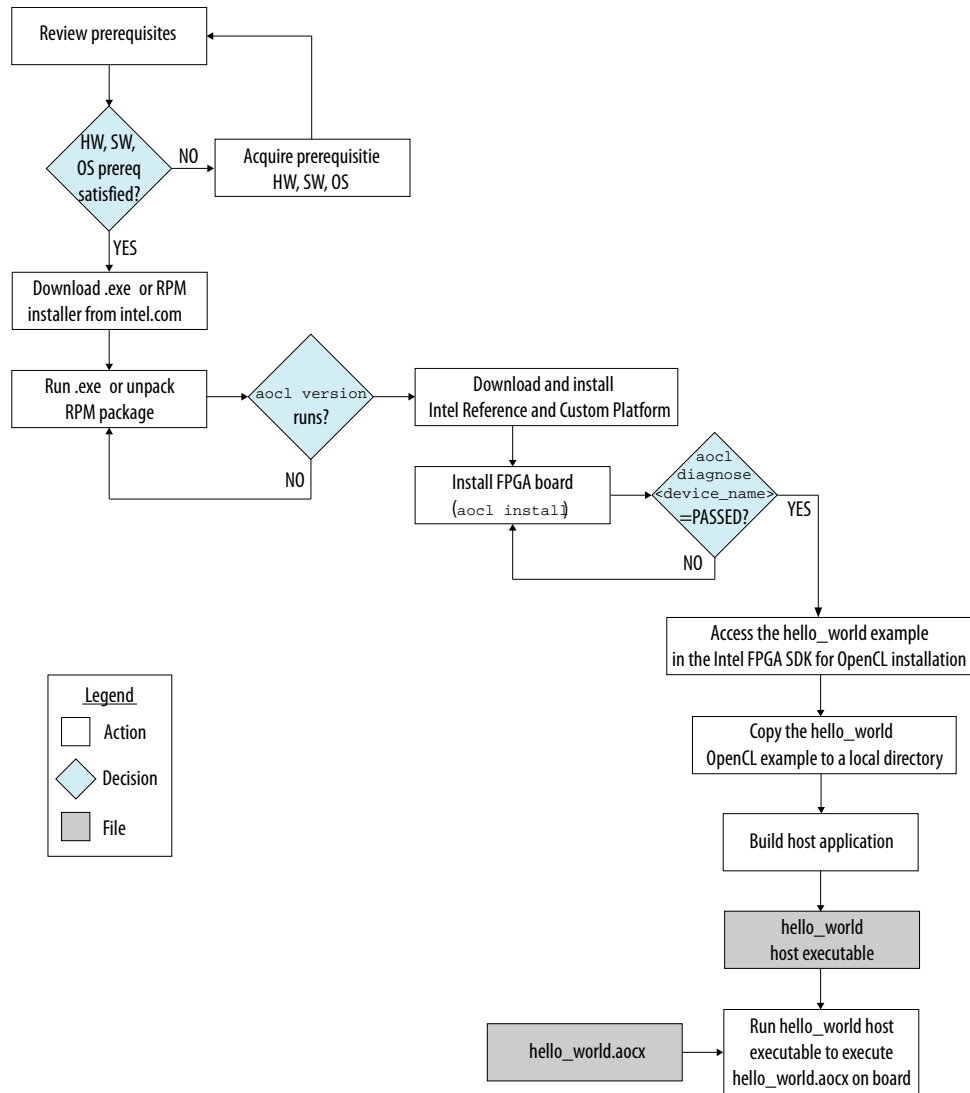 Review prerequisites
HW, SW,
OS prereq
satisfied?
NO
Acquire prerequisitie
HW, SW, OS
YES
Download .exe or RPM
installer from intel.com
Run .exe or unpack
RPM package
aocl version
runs?
NO
Download and install
Intel Reference and Custom Platform
Install FPGA board
(aocl install)
aocl
diagnose
<device_name>
=PASSED?
YES
NO
Access the hello_world example
in the Intel FPGA SDK for OpenCL installation
Copy the hello_world
OpenCL example to a local directory
Build host application
hello_world
host executable
hello_world.aocx
Run hello_world host
executable to execute
hello_world.aocx on board
Legend
Action
Decision
File